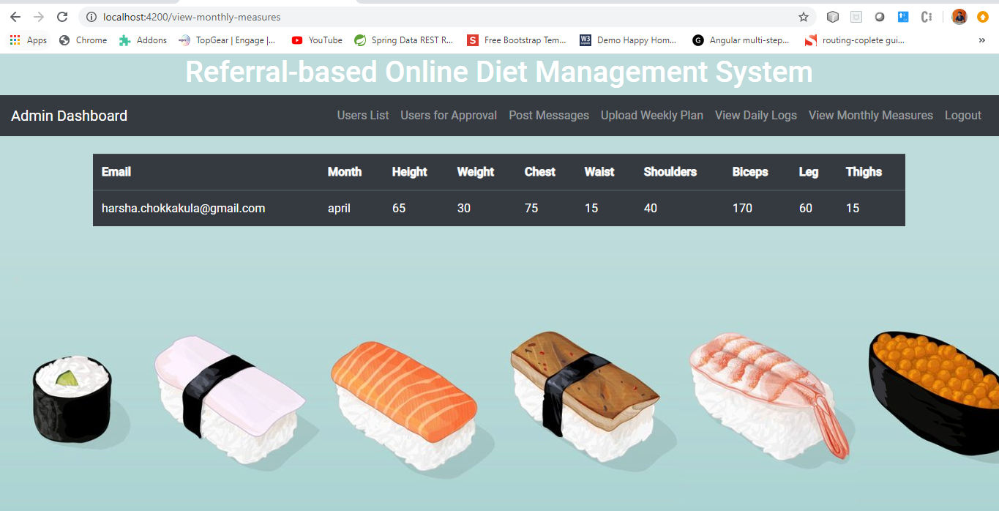 localhost:4200/view-monthly-measures
Apps Chrome Addons TopGear | Engage |... YouTube Spring Data REST R... S Free Bootstrap Tem... W3 Demo Happy Hom... G Angular multi-step... routing-coplete gui... »
Referral-based Online Diet Management System
Admin Dashboard Users List Users for Approval Post Messages Upload Weekly Plan View Daily Logs View Monthly Measures Logout
Email Month Height Weight Chest Waist Shoulders Biceps Leg Thighs
harsha.chokkakula@gmail.com april 65 30 75 15 40 170 60 15